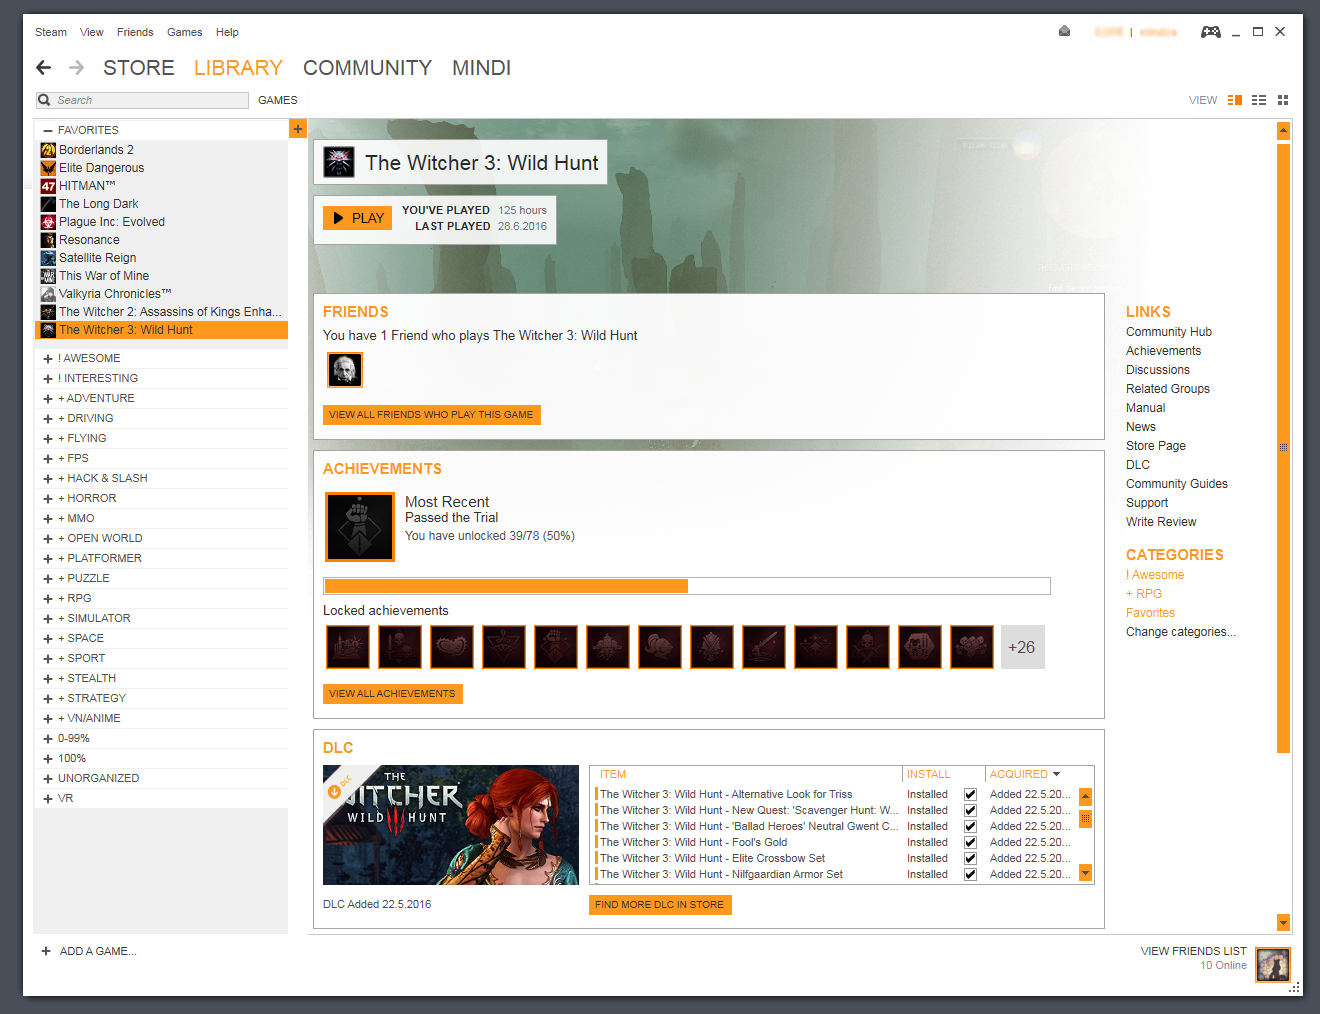 Steam View Friends Games Help
|
STORE LIBRARY COMMUNITY MINDI
Search GAMES VIEW
— FAVORITES +
Borderlands 2
Elite Dangerous
47 HITMAN™
The Long Dark
Plague Inc: Evolved
Resonance
Satellite Reign
This War of Mine
Valkyria Chronicles™
The Witcher 2: Assassins of Kings Enha...
The Witcher 3: Wild Hunt
+ ! AWESOME
+ ! INTERESTING
+ + ADVENTURE
+ + DRIVING
+ + FLYING
+ + FPS
+ + HACK & SLASH
+ + HORROR
+ + MMO
+ + OPEN WORLD
+ + PLATFORMER
+ + PUZZLE
+ + RPG
+ + SIMULATOR
+ + SPACE
+ + SPORT
+ + STEALTH
+ + STRATEGY
+ + VN/ANIME
+ 0-99%
+ 100%
+ UNORGANIZED
+ VR
+ ADD A GAME...
The Witcher 3: Wild Hunt
PLAY
YOU'VE PLAYED 125 hours
LAST PLAYED 28.6.2016
FRIENDS
You have 1 Friend who plays The Witcher 3: Wild Hunt
VIEW ALL FRIENDS WHO PLAY THIS GAME
ACHIEVEMENTS
Most Recent
Passed the Trial
You have unlocked 39/78 (50%)
Locked achievements
+26
VIEW ALL ACHIEVEMENTS
DLC
DLC
THE
WITCHER
WILD HUNT
DLC Added 22.5.2016
ITEM INSTALL ACQUIRED
The Witcher 3: Wild Hunt - Alternative Look for Triss Installed Added 22.5.20...
The Witcher 3: Wild Hunt - New Quest: 'Scavenger Hunt: W... Installed Added 22.5.20...
The Witcher 3: Wild Hunt - 'Ballad Heroes' Neutral Gwent C... Installed Added 22.5.20...
The Witcher 3: Wild Hunt - Fool's Gold Installed Added 22.5.20...
The Witcher 3: Wild Hunt - Elite Crossbow Set Installed Added 22.5.20...
The Witcher 3: Wild Hunt - Nilfgaardian Armor Set Installed Added 22.5.20...
FIND MORE DLC IN STORE
LINKS
Community Hub
Achievements
Discussions
Related Groups
Manual
News
Store Page
DLC
Community Guides
Support
Write Review
CATEGORIES
! Awesome
+ RPG
Favorites
Change categories...
VIEW FRIENDS LIST
10 Online